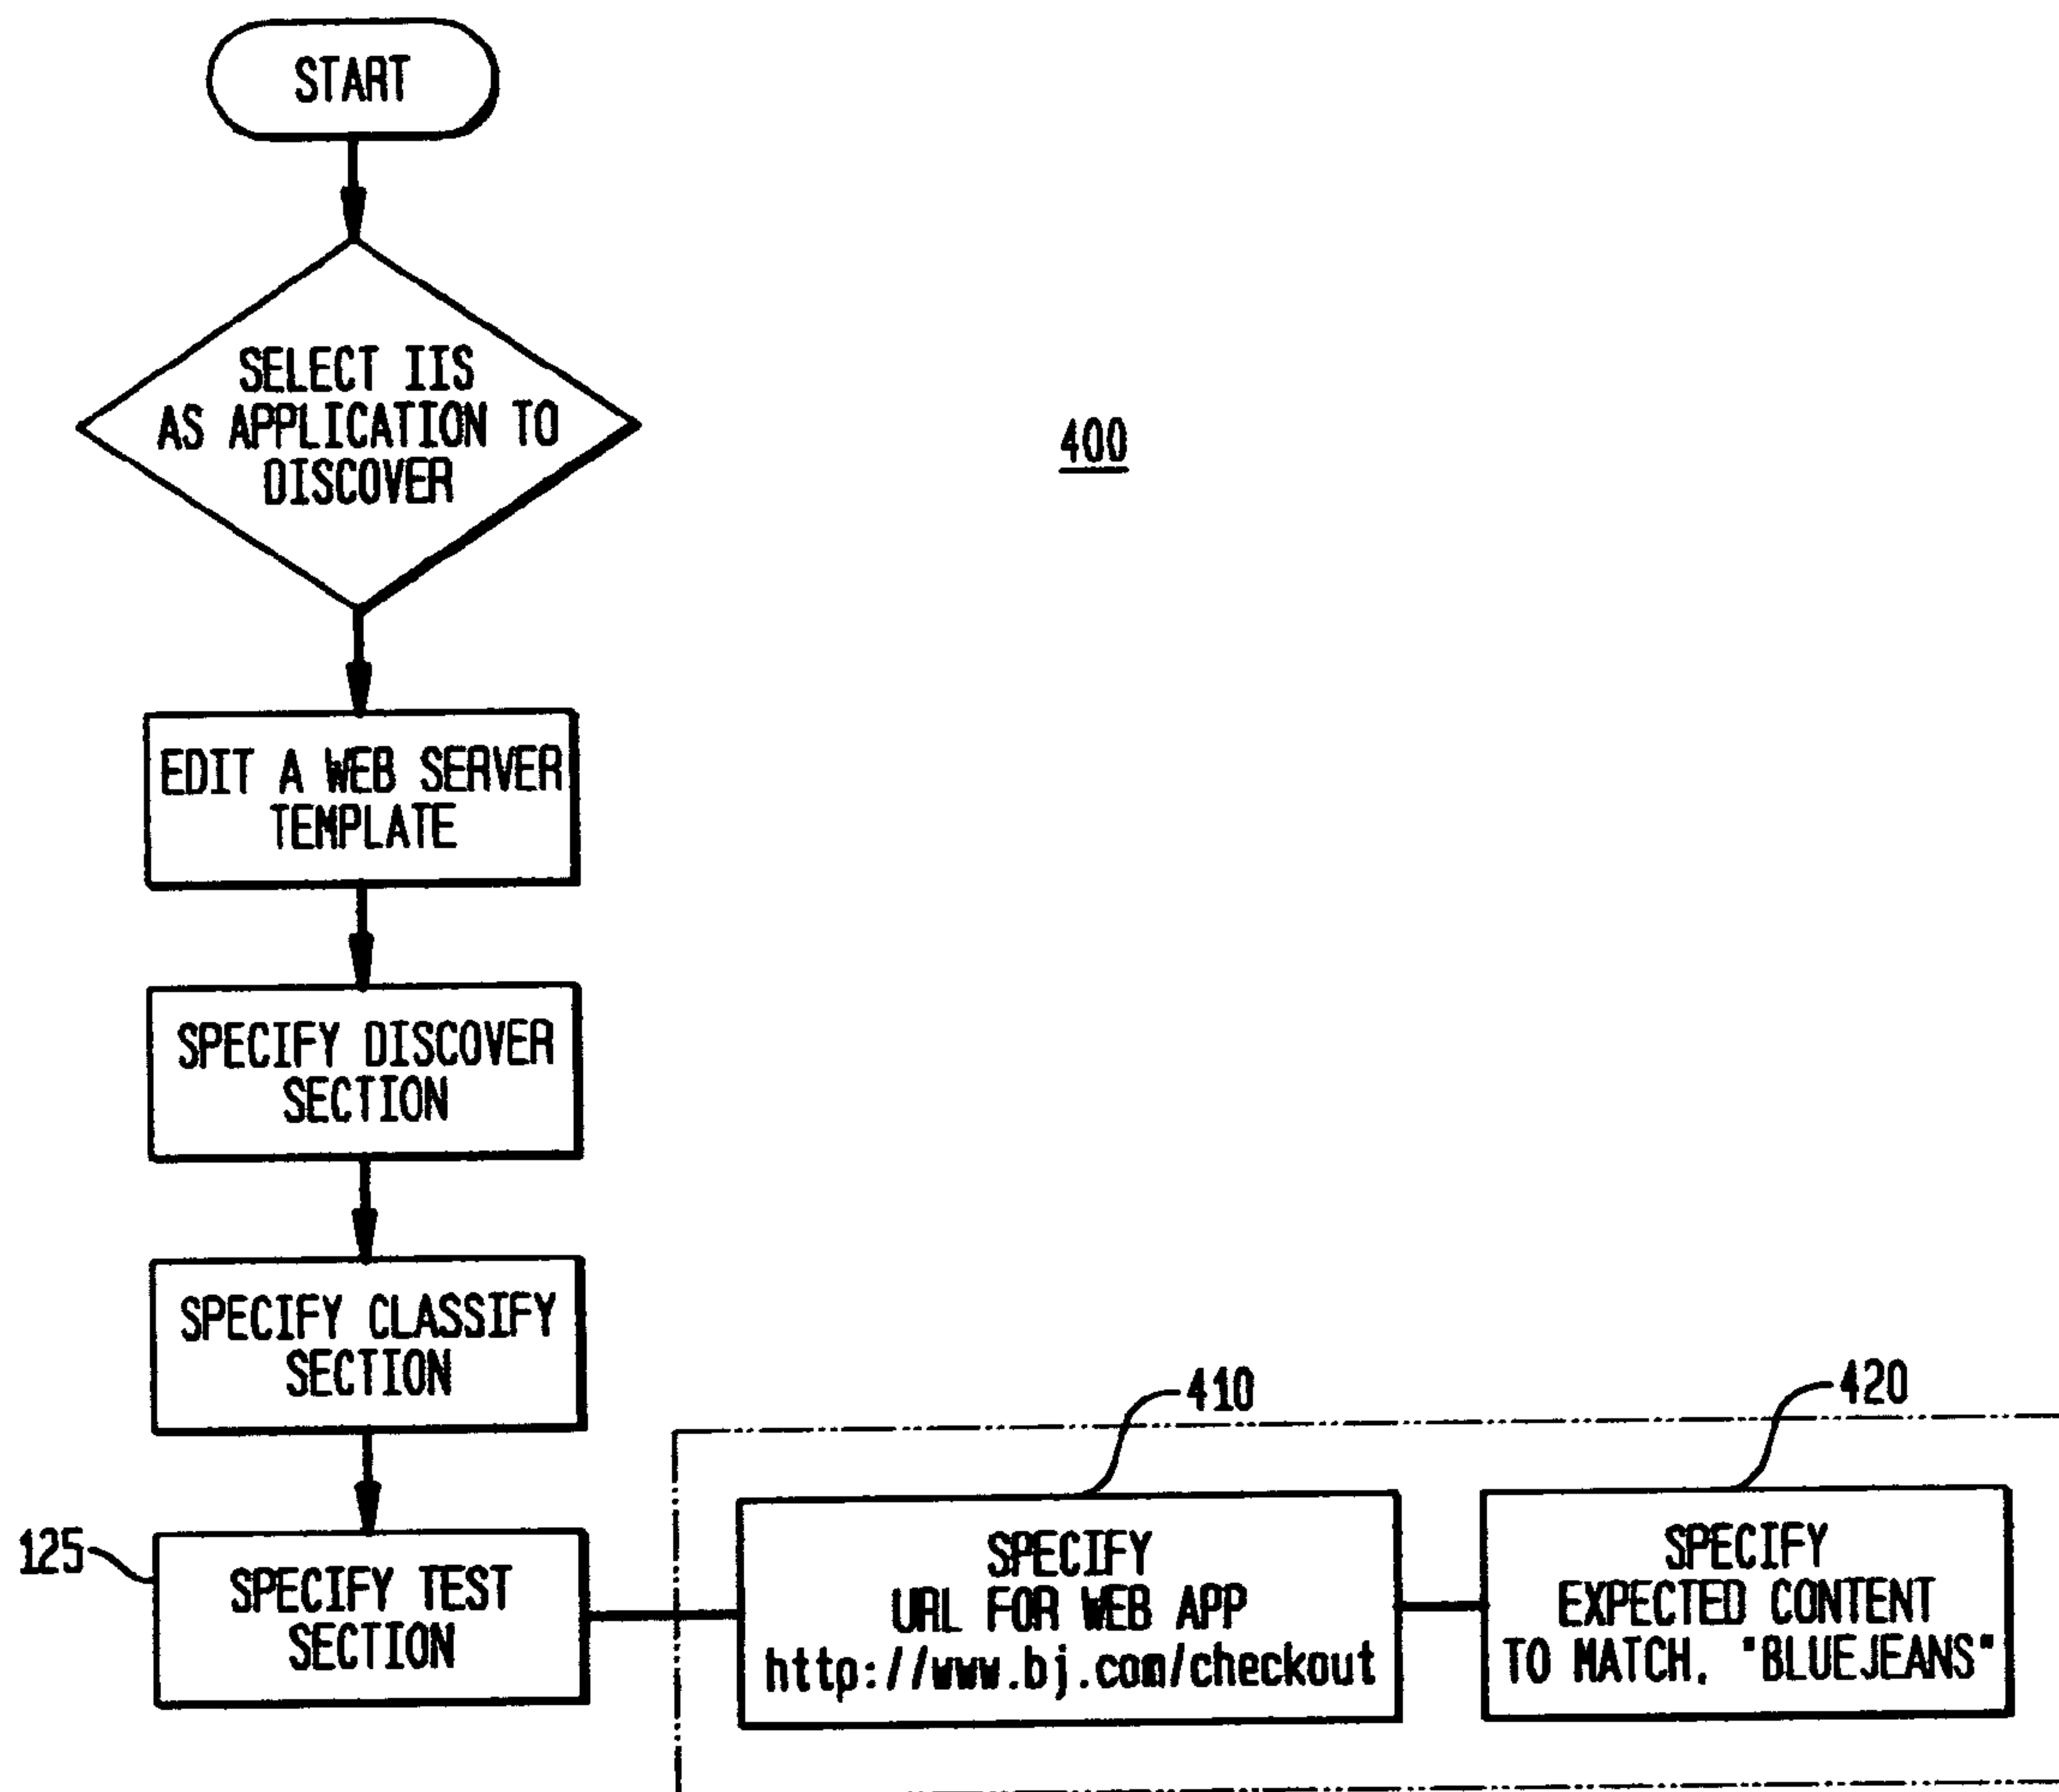 START
SELECT IIS
AS APPLICATION TO
DISCOVER
400
EDIT A WEB SERVER
TEMPLATE
SPECIFY DISCOVER
SECTION
SPECIFY CLASSIFY
SECTION
125
SPECIFY TEST
SECTION
410
SPECIFY
URL FOR WEB APP
http://www.bj.com/checkout
420
SPECIFY
EXPECTED CONTENT
TO MATCH. "BLUEJEANS"